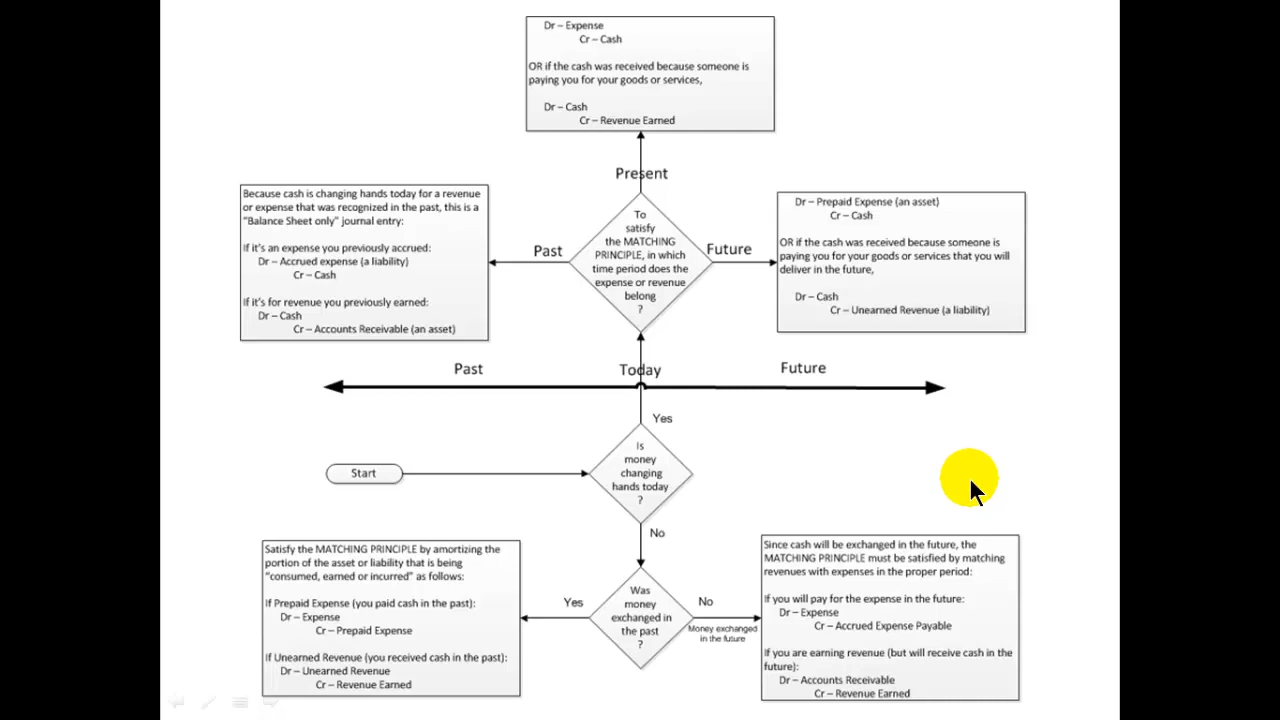 Dr – Expense
Cr – Cash
OR if the cash was received because someone is
paying you for your goods or services,
Dr – Cash
Cr – Revenue Earned
Present
Because cash is changing hands today for a revenue
or expense that was recognized in the past, this is a
"Balance Sheet only" journal entry:
If it's an expense you previously accrued:
Dr – Accrued expense (a liability)
Cr – Cash
If it's for revenue you previously earned:
Dr – Cash
Cr – Accounts Receivable (an asset)
Past
To
satisfy
the MATCHING
PRINCIPLE, in which
time period does the
expense or revenue
belong
?
Future
Dr – Prepaid Expense (an asset)
Cr – Cash
OR if the cash was received because someone is
paying you for your goods or services that you will
deliver in the future,
Dr – Cash
Cr – Unearned Revenue (a liability)
Past
Today
Future
Yes
Start
Is
money
changing
hands today
?
No
Satisfy the MATCHING PRINCIPLE by amortizing the
portion of the asset or liability that is being
"consumed, earned or incurred" as follows:
If Prepaid Expense (you paid cash in the past):
Dr – Expense
Cr – Prepaid Expense
If Unearned Revenue (you received cash in the past):
Dr – Unearned Revenue
Cr – Revenue Earned
Yes
Was
money
exchanged in
the past
?
No
Money exchanged
in the future
Since cash will be exchanged in the future, the
MATCHING PRINCIPLE must be satisfied by matching
revenues with expenses in the proper period:
If you will pay for the expense in the future:
Dr – Expense
Cr – Accrued Expense Payable
If you are earning revenue (but will receive cash in the
future):
Dr – Accounts Receivable
Cr – Revenue Earned